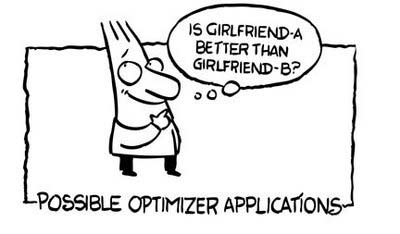 IS GIRLFRIEND-A
BETTER THAN
GIRLFRIEND-B?
POSSIBLE OPTIMIZER APPLICATIONS